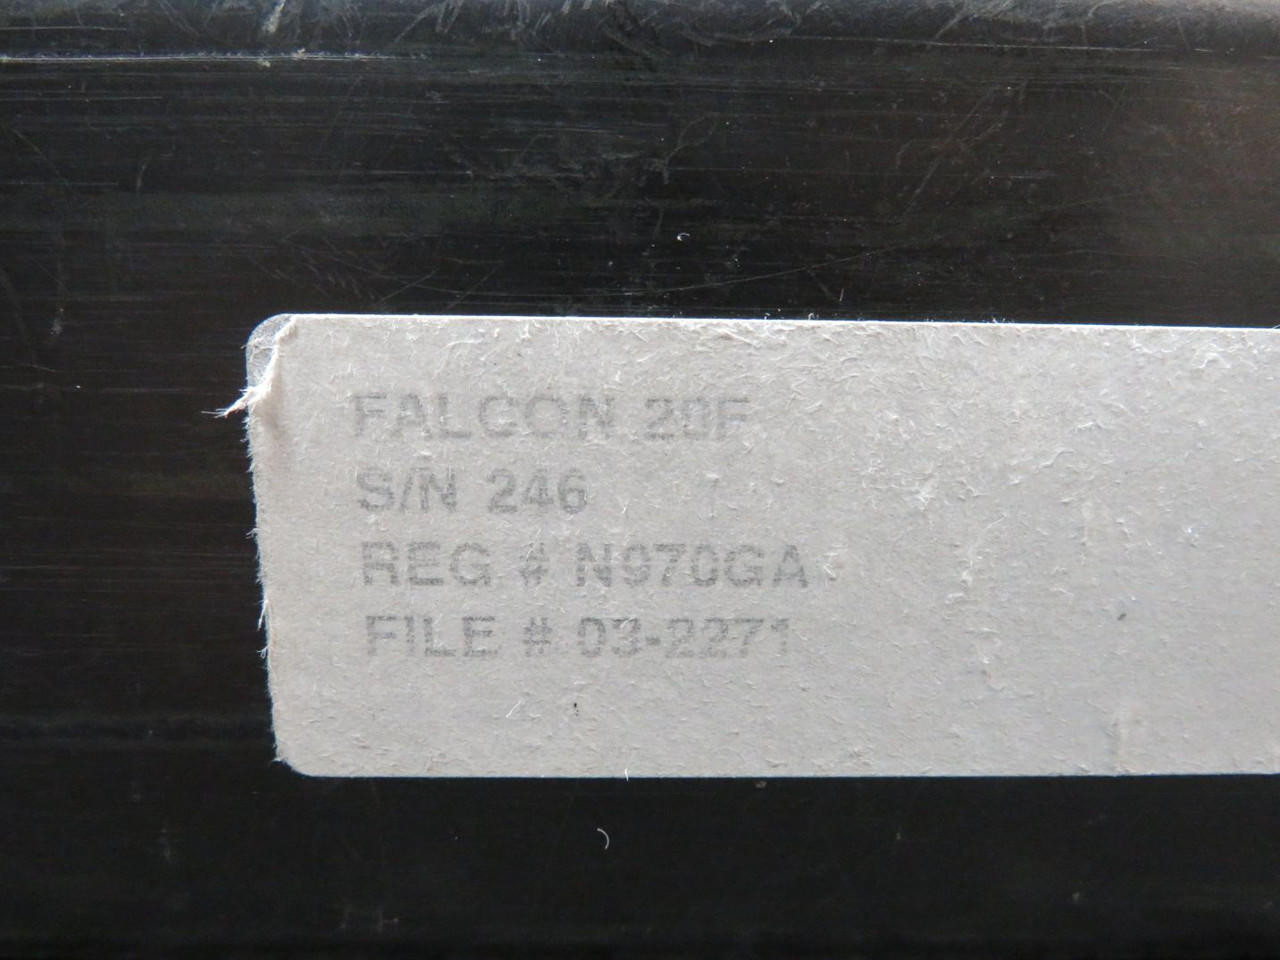 FALCON 20F
S/N 246
REG # N970GA
FILE # 03-2271